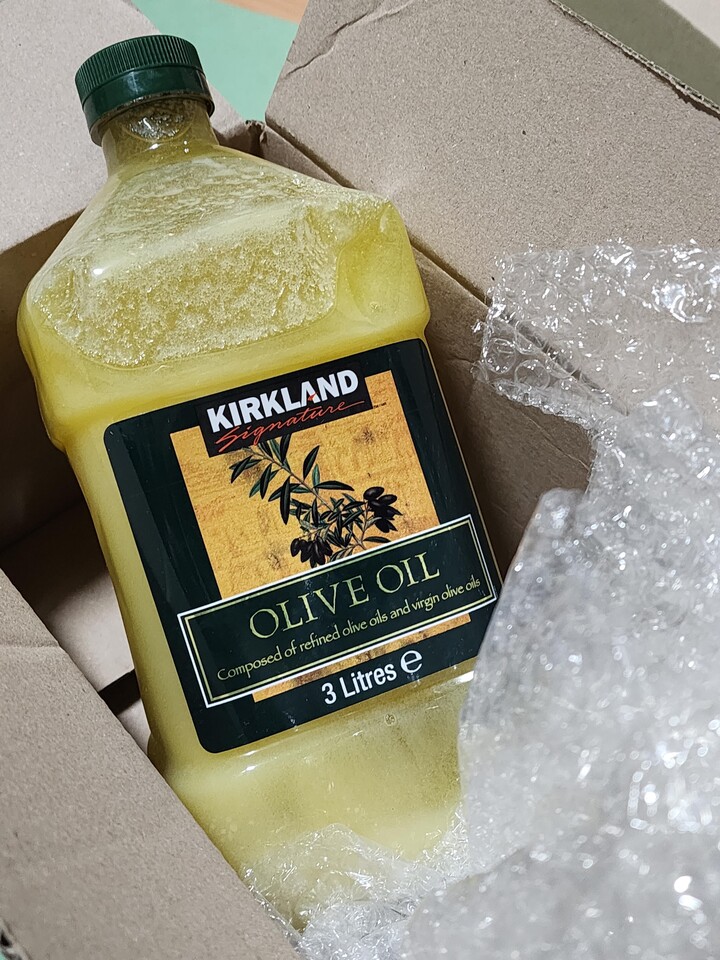 KIRKLAND
Signature
OLIVE OIL
Composed of refined olive oils and virgin olive oils
3 Litres ℮